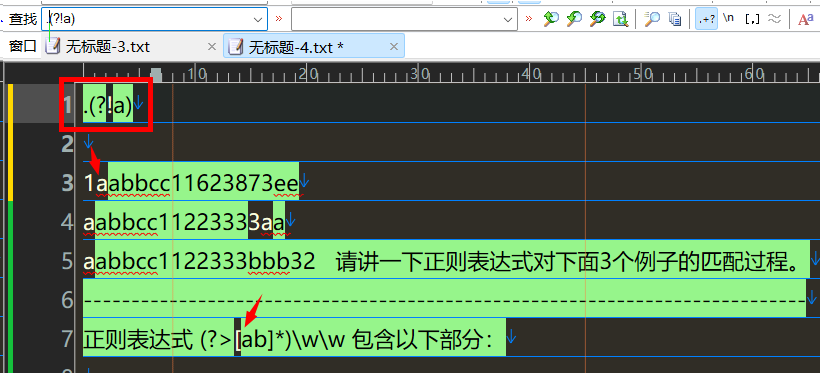 查找 .(?!a)
.+? \n [,] ≈
窗口 无标题-3.txt × 无标题-4.txt * ×
10 20 30 40 50 60
1 .(?!a)↓
2 ↓
3 1aabbcc11623873ee↓
4 aabbcc11223333aa↓
5 aabbcc1122333bbb32 请讲一下正则表达式对下面3个例子的匹配过程。↓
6 ------------------------------------------------------------------------↓
7 正则表达式 (?>[ab]*)\w\w 包含以下部分：↓